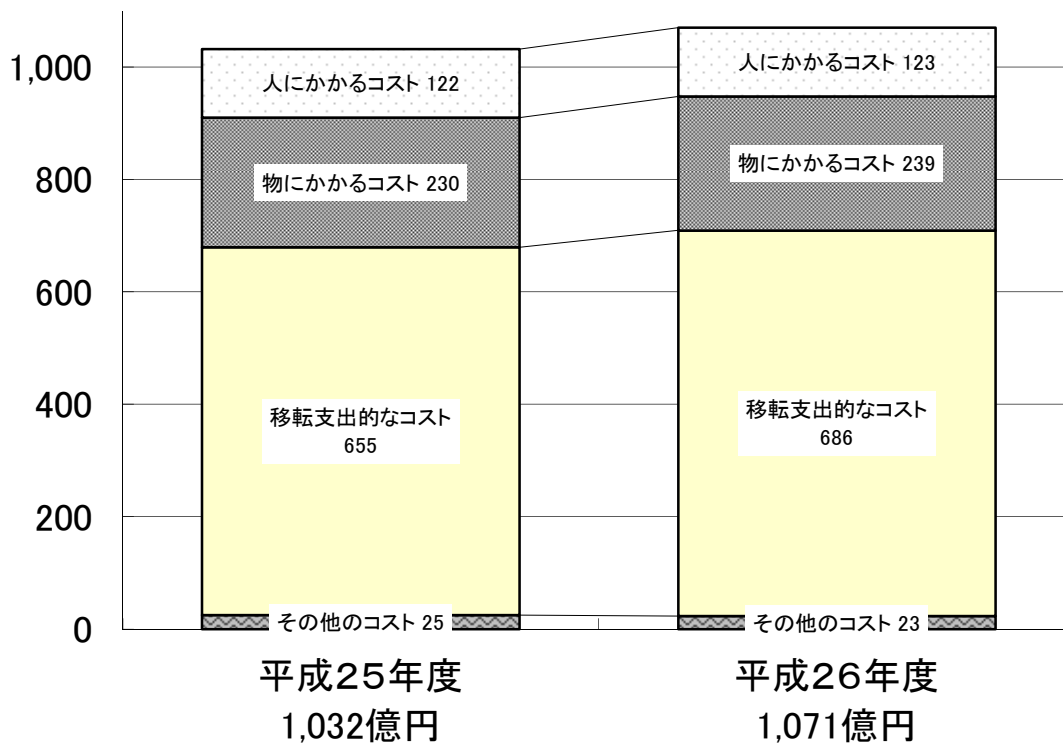 1,000
800
600
400
200
0
人にかかるコスト 122
物にかかるコスト 230
移転支出的なコスト
655
その他のコスト 25
人にかかるコスト 123
物にかかるコスト 239
移転支出的なコスト
686
その他のコスト 23
平成25年度
1,032億円
平成26年度
1,071億円